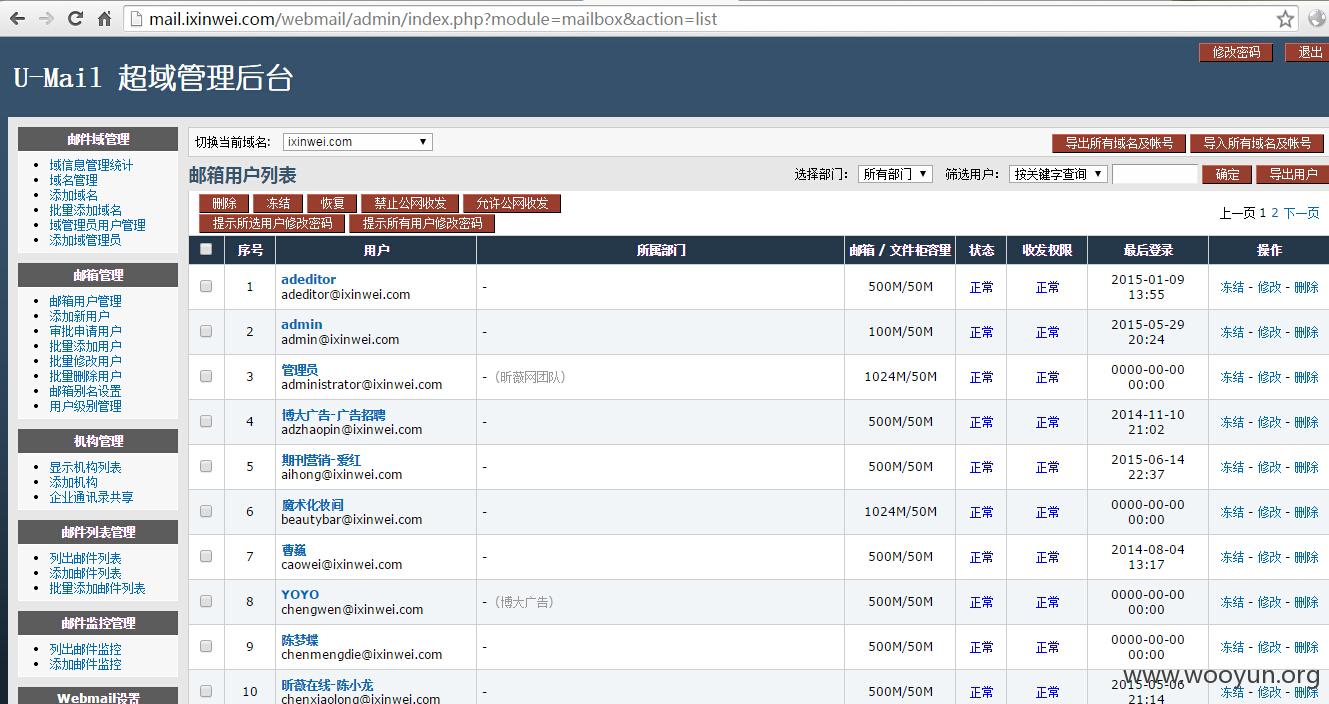 mail.ixinwei.com/webmail/admin/index.php?module=mailbox&action=list
修改密码 退出
U-Mail 超域管理后台
邮件域管理
域信息管理统计
域名管理
添加域名
批量添加域名
域管理员用户管理
添加域管理员
邮箱管理
邮箱用户管理
添加新用户
审批申请用户
批量添加用户
批量修改用户
批量删除用户
邮箱别名设置
用户级别管理
机构管理
显示机构列表
添加机构
企业通讯录共享
邮件列表管理
列出邮件列表
添加邮件列表
批量添加邮件列表
邮件监控管理
列出邮件监控
添加邮件监控
Webmail设置
切换当前域名: ixinwei.com 导出所有域名及帐号 导入所有域名及帐号
邮箱用户列表 选择部门: 所有部门 筛选用户: 按关键字查询 确定 导出用户
删除 冻结 恢复 禁止公网收发 允许公网收发
提示所选用户修改密码 提示所有用户修改密码
上一页 1 2 下一页
序号 用户 所属部门 邮箱 / 文件柜容量 状态 收发权限 最后登录 操作
1 adeditor adeditor@ixinwei.com - 500M/50M 正常 正常 2015-01-09 13:55 冻结 - 修改 - 删除
2 admin admin@ixinwei.com - 100M/50M 正常 正常 2015-05-29 20:24 冻结 - 修改 - 删除
3 管理员 administrator@ixinwei.com - (昕薇网团队) 1024M/50M 正常 正常 0000-00-00 00:00 冻结 - 修改 - 删除
4 博大广告-广告招聘 adzhaopin@ixinwei.com - 500M/50M 正常 正常 2014-11-10 21:02 冻结 - 修改 - 删除
5 期刊营销-爱红 aihong@ixinwei.com - 500M/50M 正常 正常 2015-06-14 22:37 冻结 - 修改 - 删除
6 魔术化妆间 beautybar@ixinwei.com - 1024M/50M 正常 正常 0000-00-00 00:00 冻结 - 修改 - 删除
7 曹巍 caowei@ixinwei.com - 500M/50M 正常 正常 2014-08-04 13:17 冻结 - 修改 - 删除
8 YOYO chengwen@ixinwei.com - (博大广告) 500M/50M 正常 正常 0000-00-00 00:00 冻结 - 修改 - 删除
9 陈梦蝶 chenmengdie@ixinwei.com - 500M/50M 正常 正常 0000-00-00 00:00 冻结 - 修改 - 删除
10 昕薇在线-陈小龙 chenxiaolong@ixinwei.com - 500M/50M 正常 正常 2015-05-06 21:14 冻结 - 修改 - 删除
www.wooyun.org